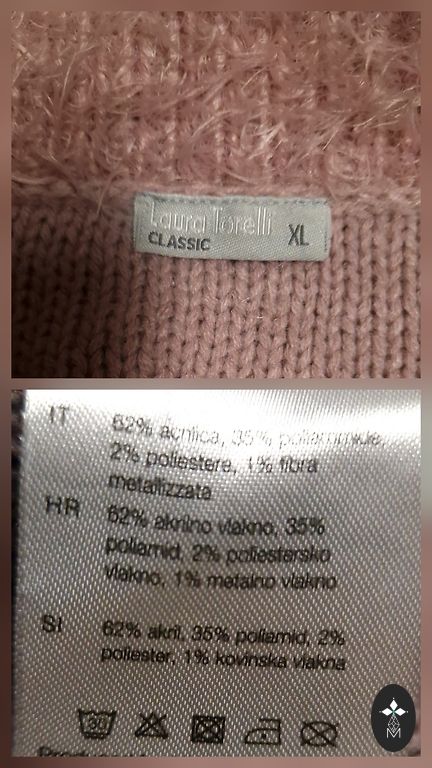 Laura Torelli
CLASSIC
XL
IT
62% acrilica, 35% poliammide,
2% poliestere, 1% fibra
metallizzata
HR
62% akrilno vlakno, 35%
poliamid, 2% poliestersko
vlakno, 1% metalno vlakno
SI
62% akril, 35% poliamid, 2%
poliester, 1% kovinska vlakna
30